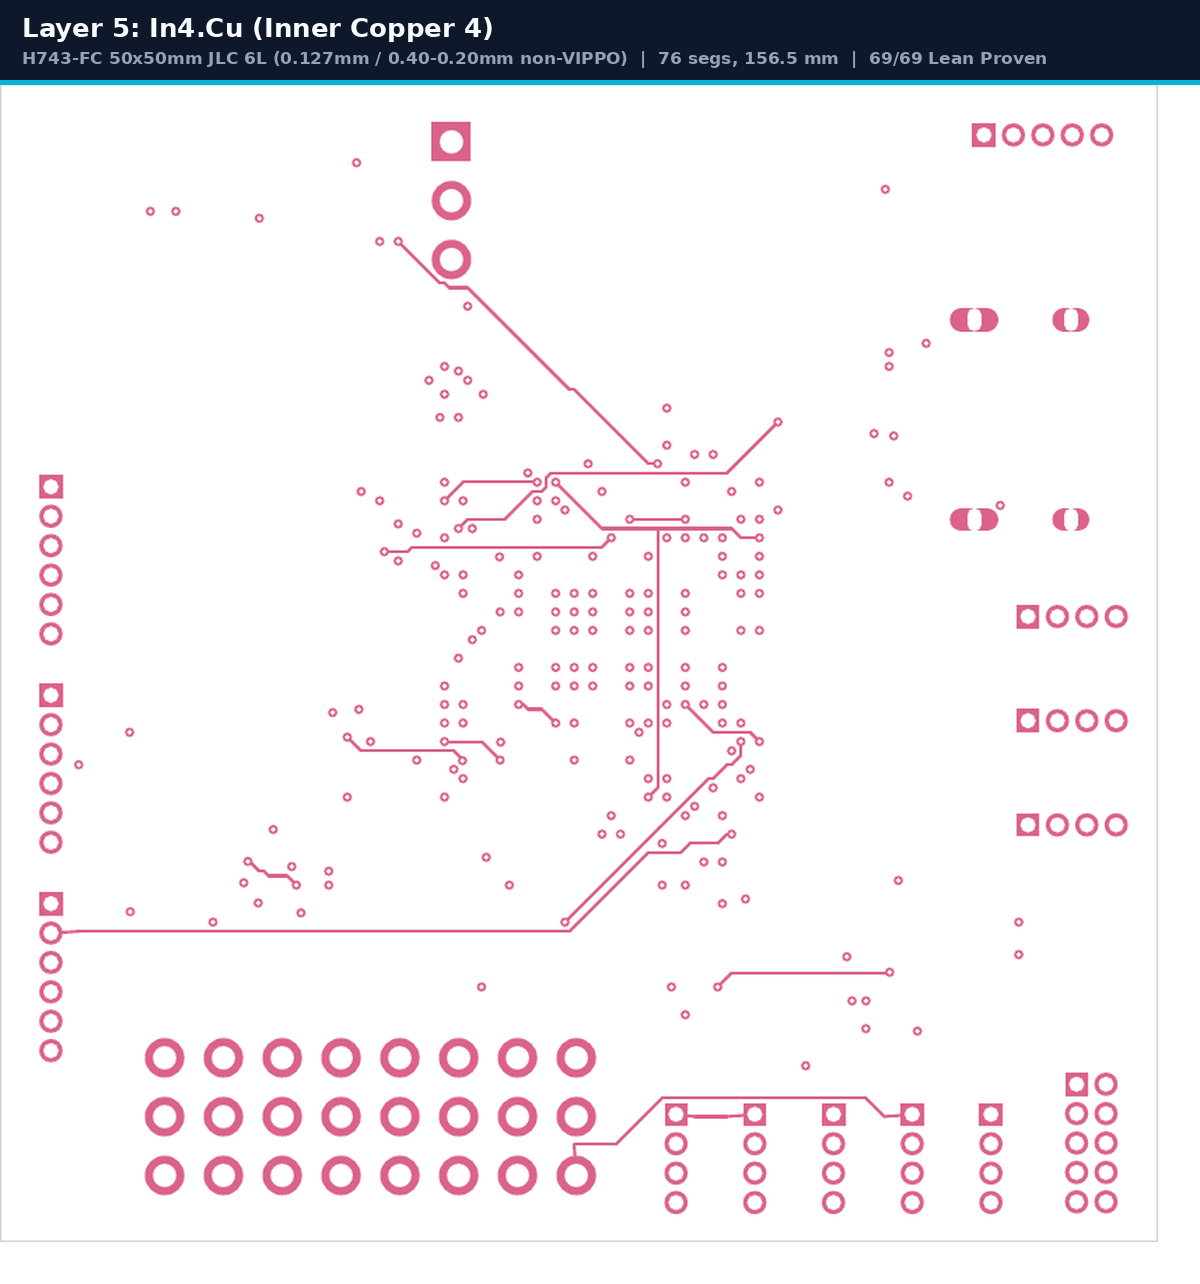 Layer 5: In4.Cu (Inner Copper 4)
H743-FC 50x50mm JLC 6L (0.127mm / 0.40-0.20mm non-VIPPO) | 76 segs, 156.5 mm | 69/69 Lean Proven